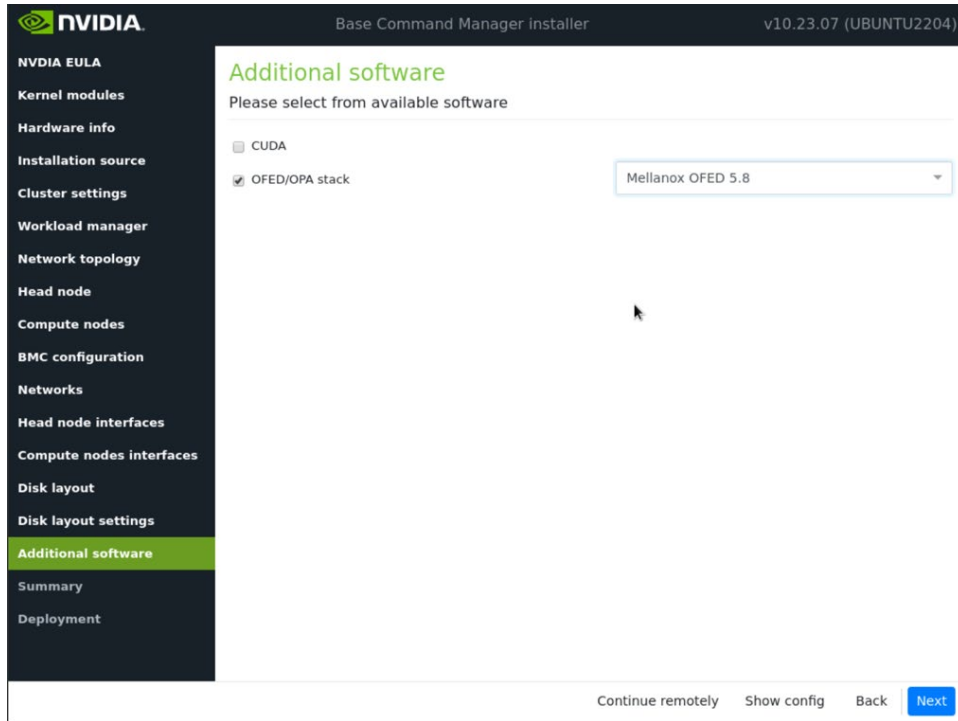 NVIDIA.
Base Command Manager installer
v10.23.07 (UBUNTU2204)
NVDIA EULA
Kernel modules
Hardware info
Installation source
Cluster settings
Workload manager
Network topology
Head node
Compute nodes
BMC configuration
Networks
Head node interfaces
Compute nodes interfaces
Disk layout
Disk layout settings
Additional software
Summary
Deployment
Additional software
Please select from available software
CUDA
OFED/OPA stack
Mellanox OFED 5.8
Continue remotely
Show config
Back
Next